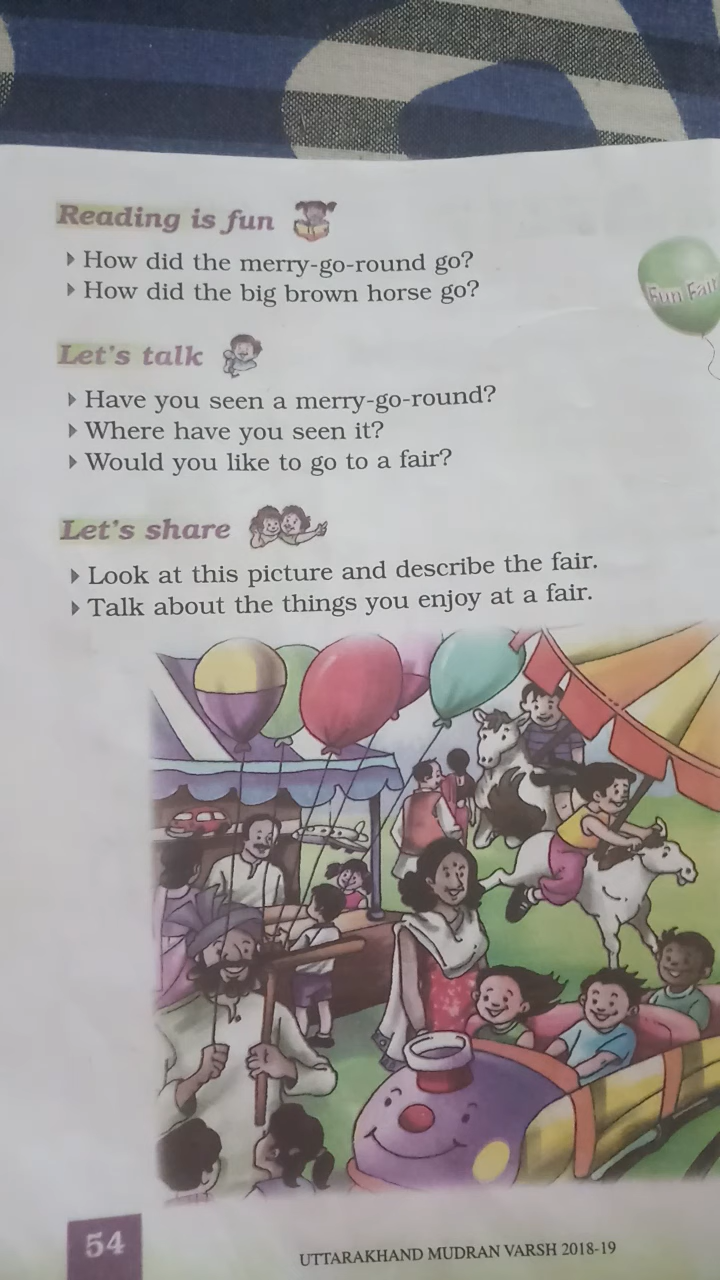 Reading is fun
How did the merry-go-round go?
How did the big brown horse go?
Fun Fair
Let's talk
Have you seen a merry-go-round?
Where have you seen it?
Would you like to go to a fair?
Let's share
Look at this picture and describe the fair.
Talk about the things you enjoy at a fair.
54
UTTARAKHAND MUDRAN VARSH 2018-19